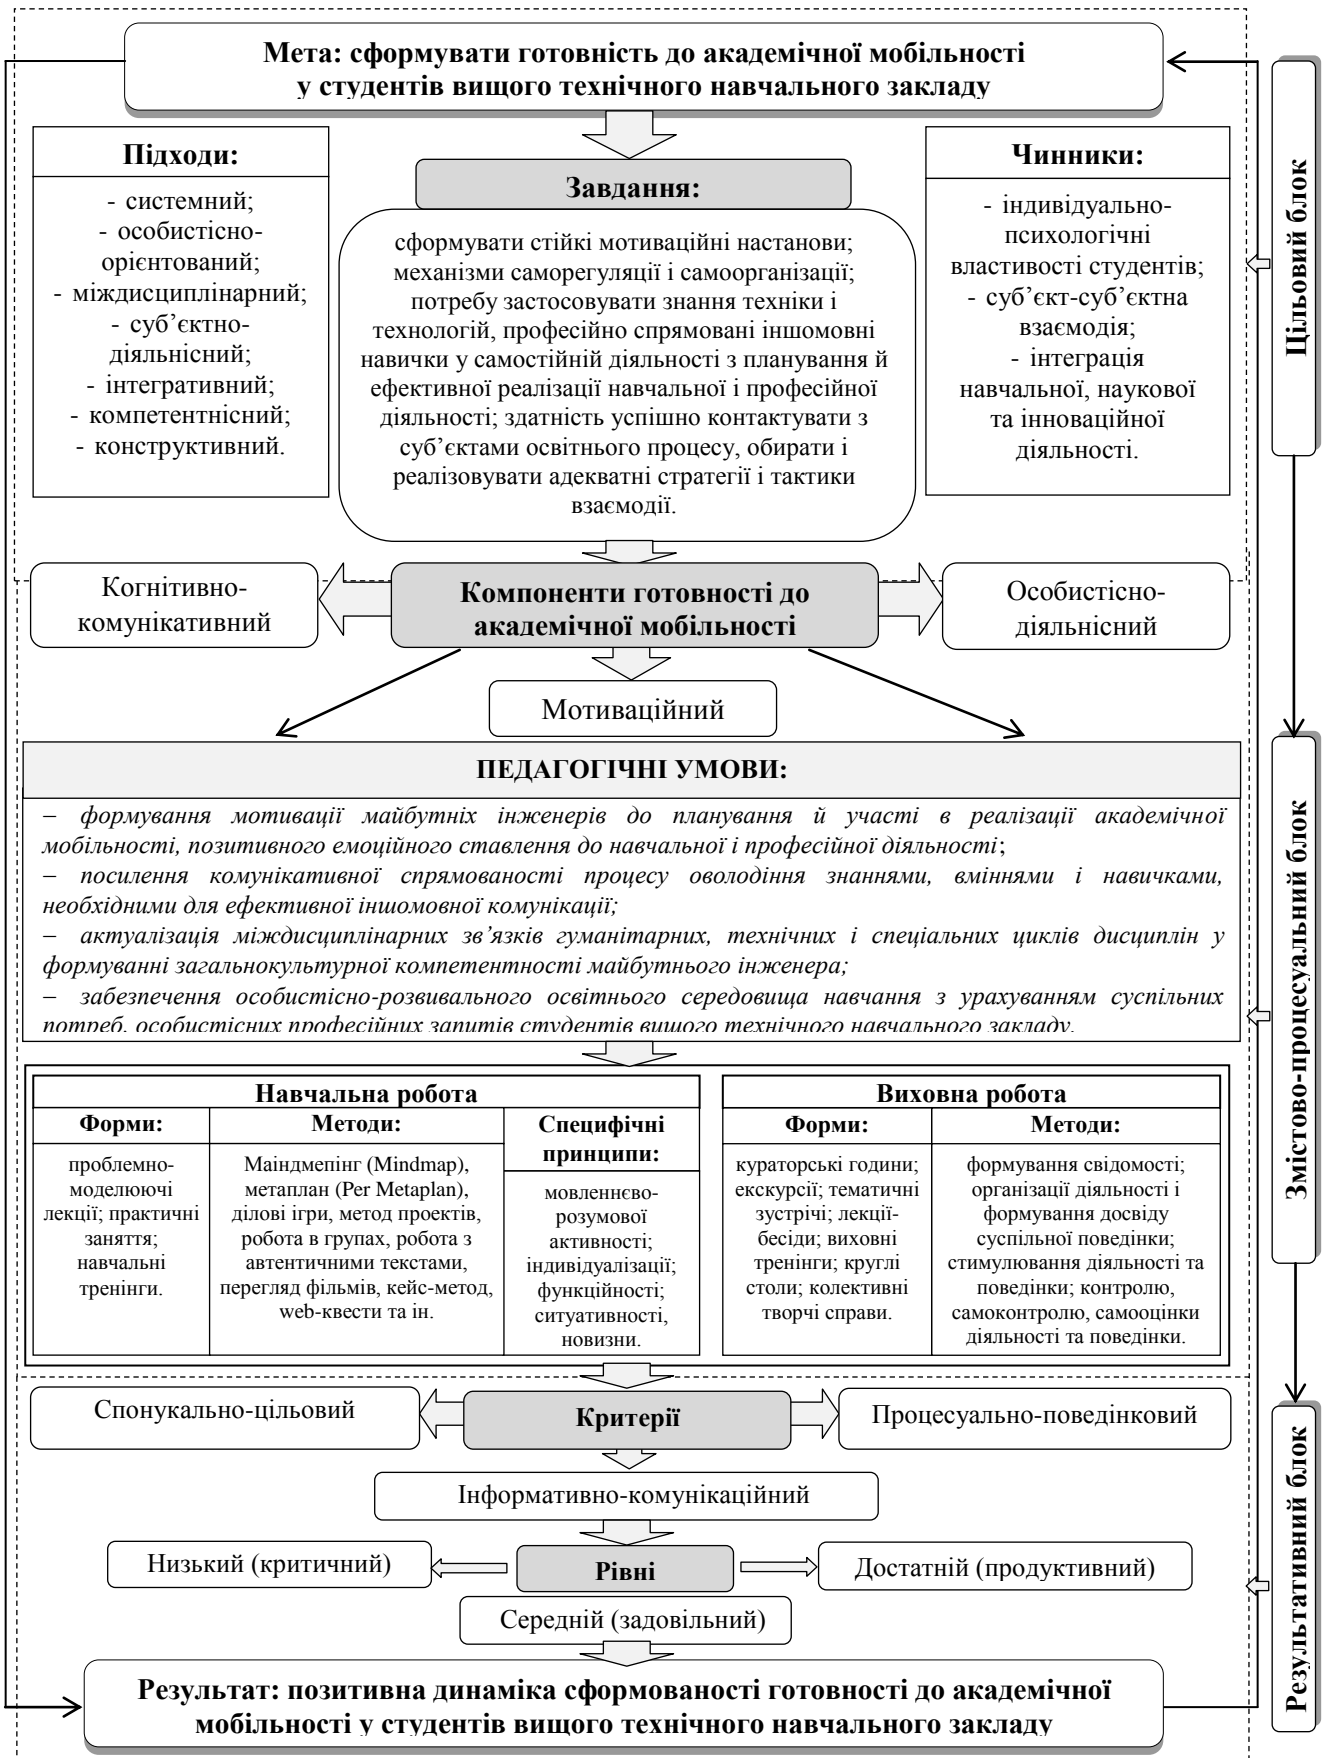 Мета: сформувати готовність до академічної мобільності
у студентів вищого технічного навчального закладу
Підходи:
- системний;
- особистісно-
орієнтований;
- міждисциплінарний;
- суб’єктно-
діяльнісний;
- інтегративний;
- компетентнісний;
- конструктивний.
Завдання:
сформувати стійкі мотиваційні настанови;
механізми саморегуляції і самоорганізації;
потребу застосовувати знання техніки і
технологій, професійно спрямовані іншомовні
навички у самостійній діяльності з планування й
ефективної реалізації навчальної і професійної
діяльності; здатність успішно контактувати з
суб’єктами освітнього процесу, обирати і
реалізовувати адекватні стратегії і тактики
взаємодії.
Чинники:
- індивідуально-
психологічні
властивості студентів;
- суб’єкт-суб’єктна
взаємодія;
- інтеграція
навчальної, наукової
та інноваційної
діяльності.
Цільовий блок
Когнітивно-
комунікативний
Компоненти готовності до
академічної мобільності
Особистісно-
діяльнісний
Мотиваційний
ПЕДАГОГІЧНІ УМОВИ:
– формування мотивації майбутніх інженерів до планування й участі в реалізації академічної
мобільності, позитивного емоційного ставлення до навчальної і професійної діяльності;
– посилення комунікативної спрямованості процесу оволодіння знаннями, вміннями і навичками,
необхідними для ефективної іншомовної комунікації;
– актуалізація міждисциплінарних зв’язків гуманітарних, технічних і спеціальних циклів дисциплін у
формуванні загальнокультурної компетентності майбутнього інженера;
– забезпечення особистісно-розвивального освітнього середовища навчання з урахуванням суспільних
потреб, особистісних професійних запитів студентів вищого технічного навчального закладу.
Змістово-процесуальний блок
Навчальна робота
Форми:
проблемно-
моделюючі
лекції; практичні
заняття;
навчальні
тренінги.
Методи:
Маіндмепінг (Mindmap),
метаплан (Per Metaplan),
ділові ігри, метод проектів,
робота в групах, робота з
автентичними текстами,
перегляд фільмів, кейс-метод,
web-квести та ін.
Специфічні
принципи:
мовленнєво-
розумової
активності;
індивідуалізації;
функційності;
ситуативності,
новизни.
Виховна робота
Форми:
кураторські години;
екскурсії; тематичні
зустрічі; лекції-
бесіди; виховні
тренінги; круглі
столи; колективні
творчі справи.
Методи:
формування свідомості;
організації діяльності і
формування досвіду
суспільної поведінки;
стимулювання діяльності та
поведінки; контролю,
самоконтролю, самооцінки
діяльності та поведінки.
Спонукально-цільовий
Критерії
Процесуально-поведінковий
Інформативно-комунікаційний
Низький (критичний)
Рівні
Достатній (продуктивний)
Середній (задовільний)
Результативний блок
Результат: позитивна динаміка сформованості готовності до академічної
мобільності у студентів вищого технічного навчального закладу